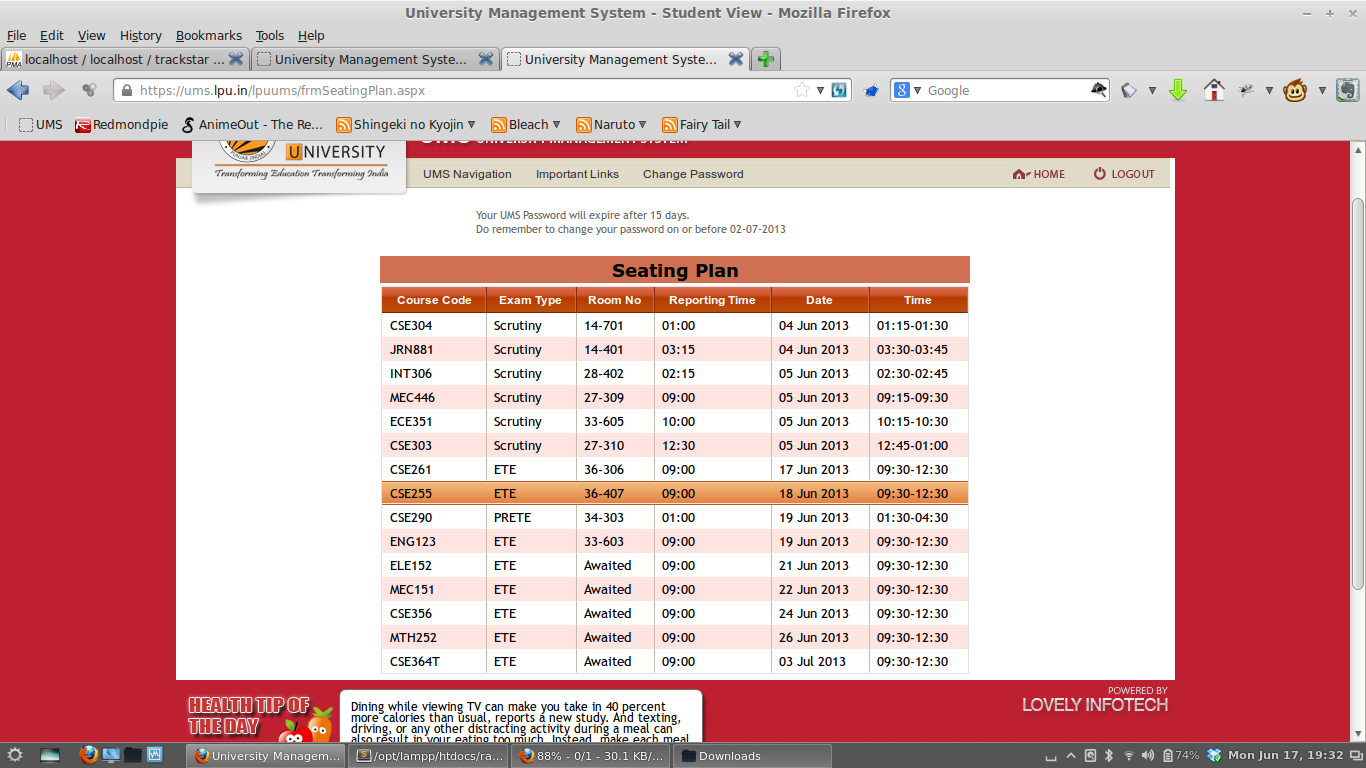 University Management System - Student View - Mozilla Firefox
File Edit View History Bookmarks Tools Help
localhost / localhost / trackstar ... University Management Syste... University Management Syste...
https://ums.lpu.in/lpuums/frmSeatingPlan.aspx Google
UMS Redmondpie AnimeOut - The Re... Shingeki no Kyojin Bleach Naruto Fairy Tail
UNIVERSITY
Transforming Education Transforming India
UMS Navigation Important Links Change Password HOME LOGOUT
Your UMS Password will expire after 15 days.
Do remember to change your password on or before 02-07-2013
Seating Plan
Course Code Exam Type Room No Reporting Time Date Time
CSE304 Scrutiny 14-701 01:00 04 Jun 2013 01:15-01:30
JRN881 Scrutiny 14-401 03:15 04 Jun 2013 03:30-03:45
INT306 Scrutiny 28-402 02:15 05 Jun 2013 02:30-02:45
MEC446 Scrutiny 27-309 09:00 05 Jun 2013 09:15-09:30
ECE351 Scrutiny 33-605 10:00 05 Jun 2013 10:15-10:30
CSE303 Scrutiny 27-310 12:30 05 Jun 2013 12:45-01:00
CSE261 ETE 36-306 09:00 17 Jun 2013 09:30-12:30
CSE255 ETE 36-407 09:00 18 Jun 2013 09:30-12:30
CSE290 PRETE 34-303 01:00 19 Jun 2013 01:30-04:30
ENG123 ETE 33-603 09:00 19 Jun 2013 09:30-12:30
ELE152 ETE Awaited 09:00 21 Jun 2013 09:30-12:30
MEC151 ETE Awaited 09:00 22 Jun 2013 09:30-12:30
CSE356 ETE Awaited 09:00 24 Jun 2013 09:30-12:30
MTH252 ETE Awaited 09:00 26 Jun 2013 09:30-12:30
CSE364T ETE Awaited 09:00 03 Jul 2013 09:30-12:30
POWERED BY
LOVELY INFOTECH
HEALTH TIP OF
THE DAY
Dining while viewing TV can make you take in 40 percent
more calories than usual, reports a new study. And texting,
driving, or any other distracting activity during a meal can
also result in your eating too much. Instead, make each meal
University Managem... /opt/lampp/htdocs/ra... 88% - 0/1 - 30.1 KB/... Downloads 74% Mon Jun 17, 19:32